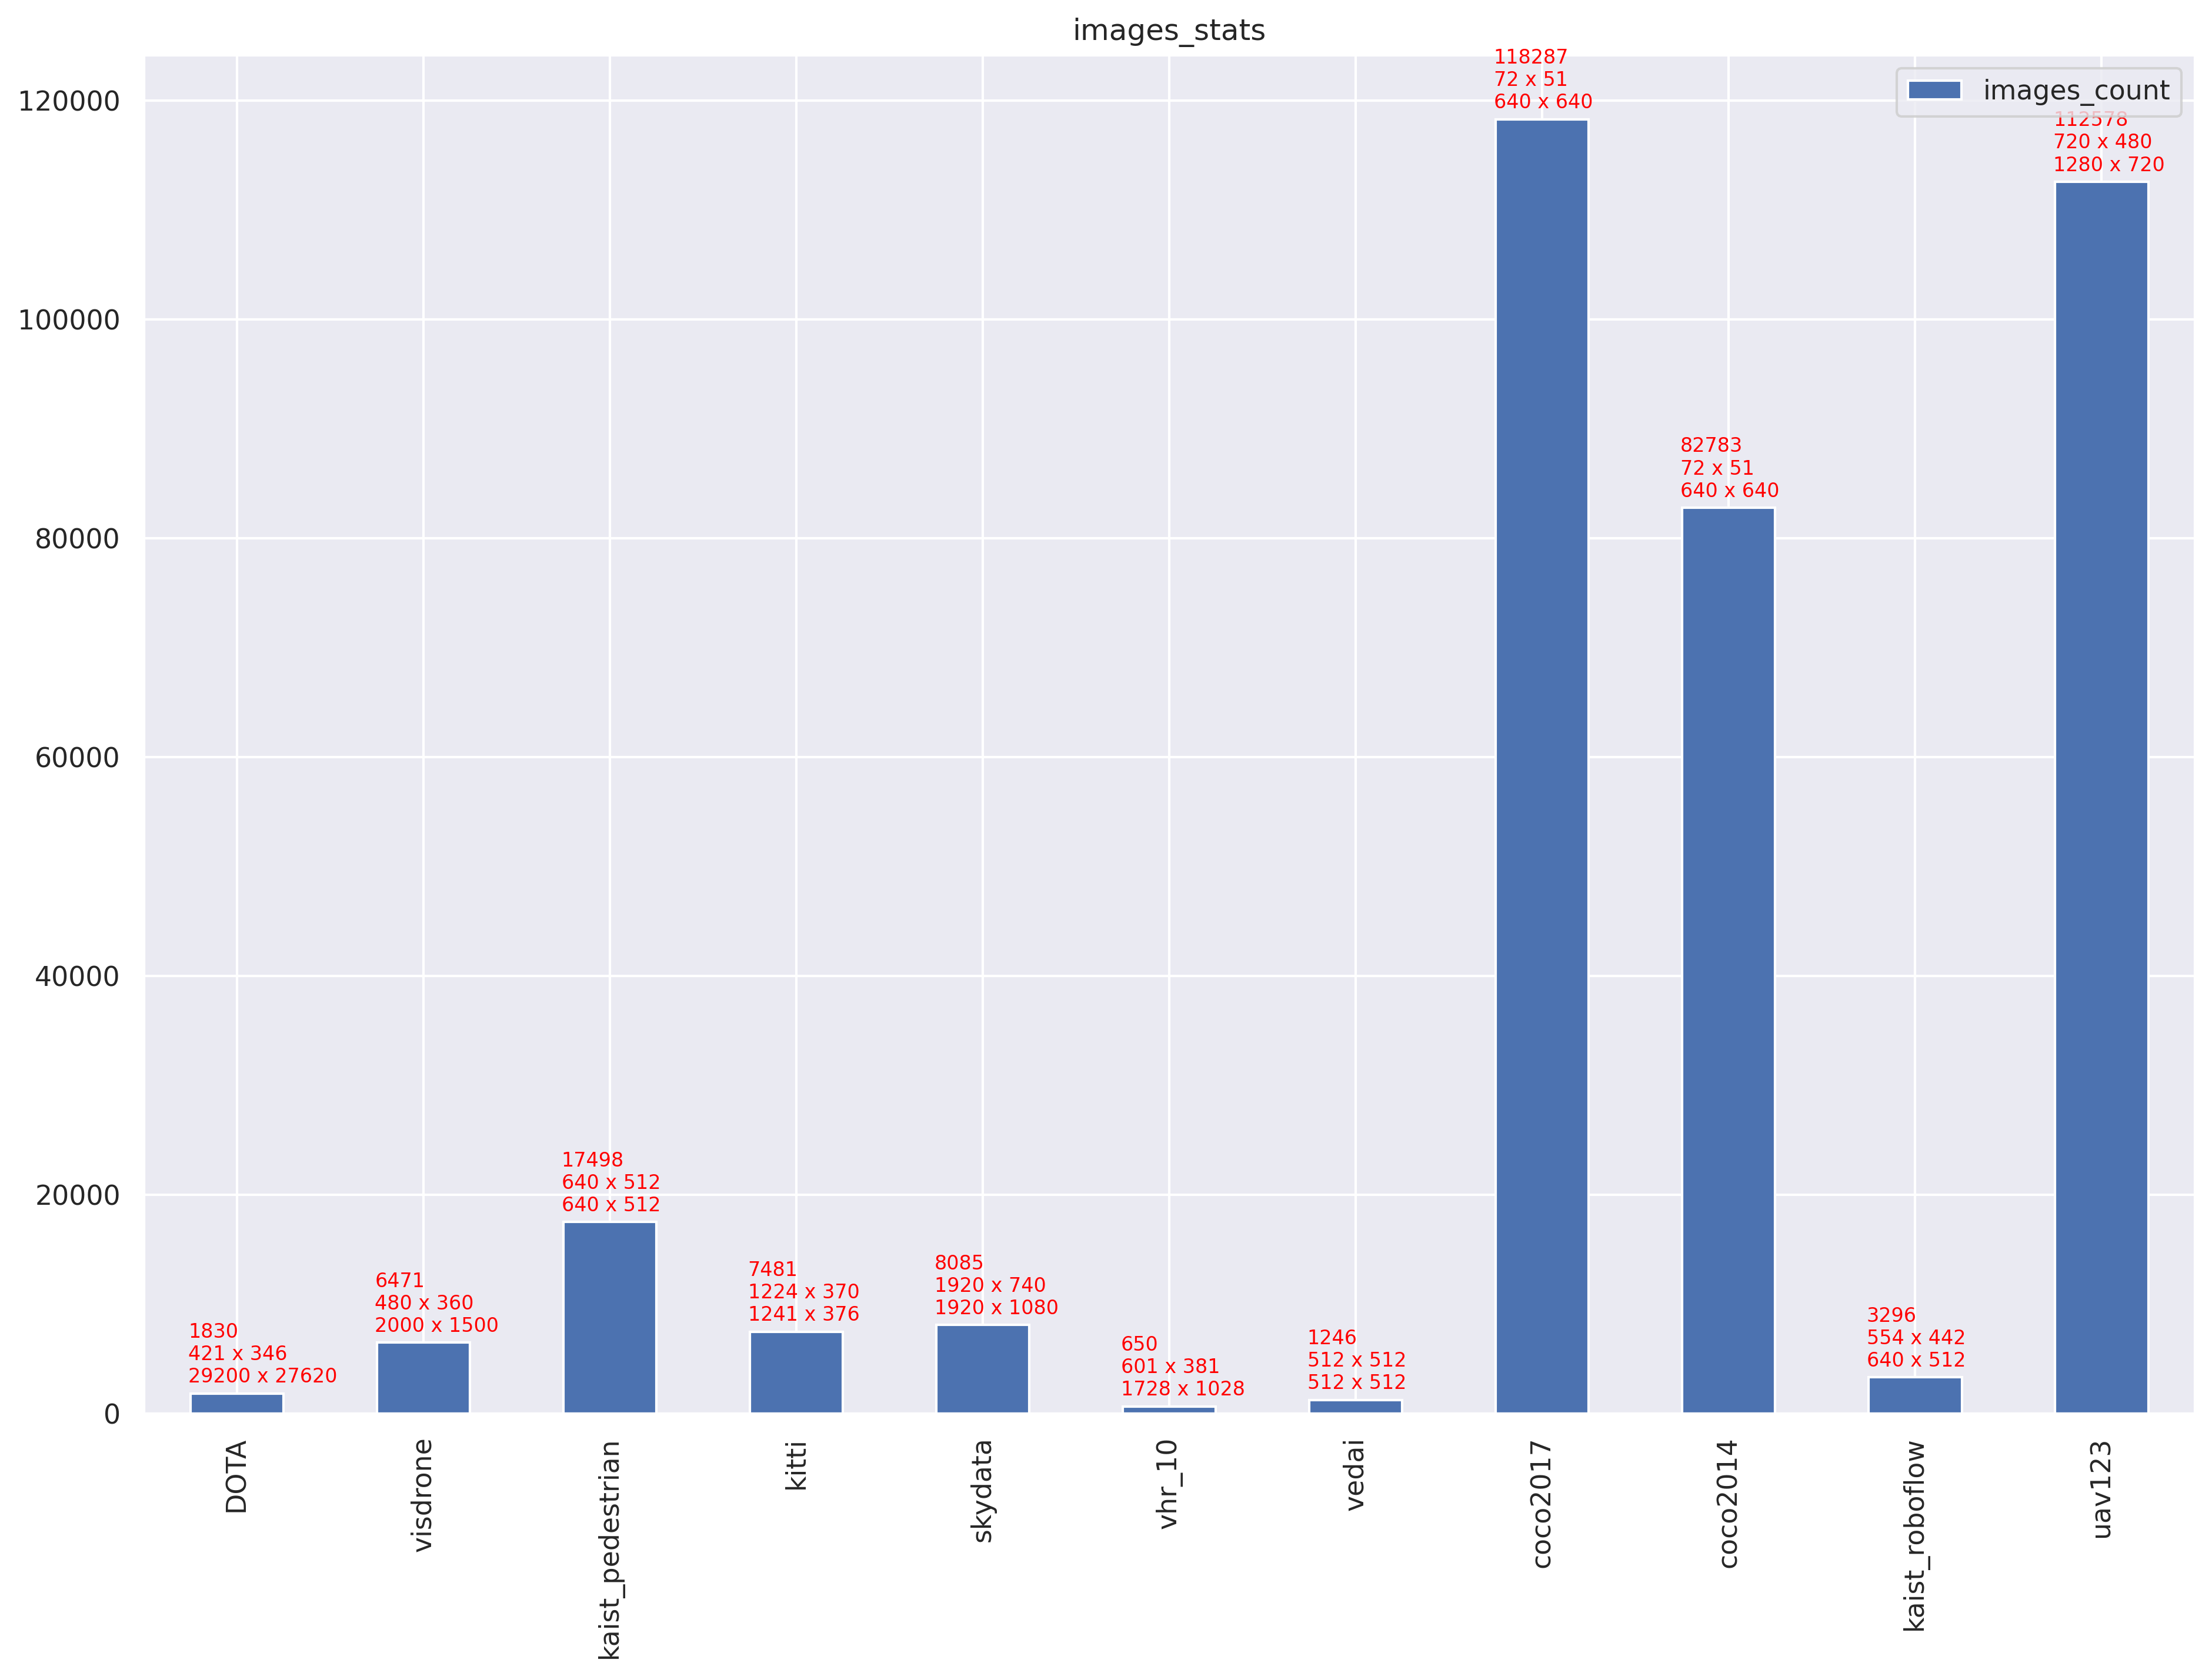 images_stats
images_count
120000
100000
80000
60000
40000
20000
0
1830
421 x 346
29200 x 27620
6471
480 x 360
2000 x 1500
17498
640 x 512
640 x 512
7481
1224 x 370
1241 x 376
8085
1920 x 740
1920 x 1080
650
601 x 381
1728 x 1028
1246
512 x 512
512 x 512
118287
72 x 51
640 x 640
82783
72 x 51
640 x 640
3296
554 x 442
640 x 512
112578
720 x 480
1280 x 720
DOTA
visdrone
kaist_pedestrian
kitti
skydata
vhr_10
vedai
coco2017
coco2014
kaist_roboflow
uav123